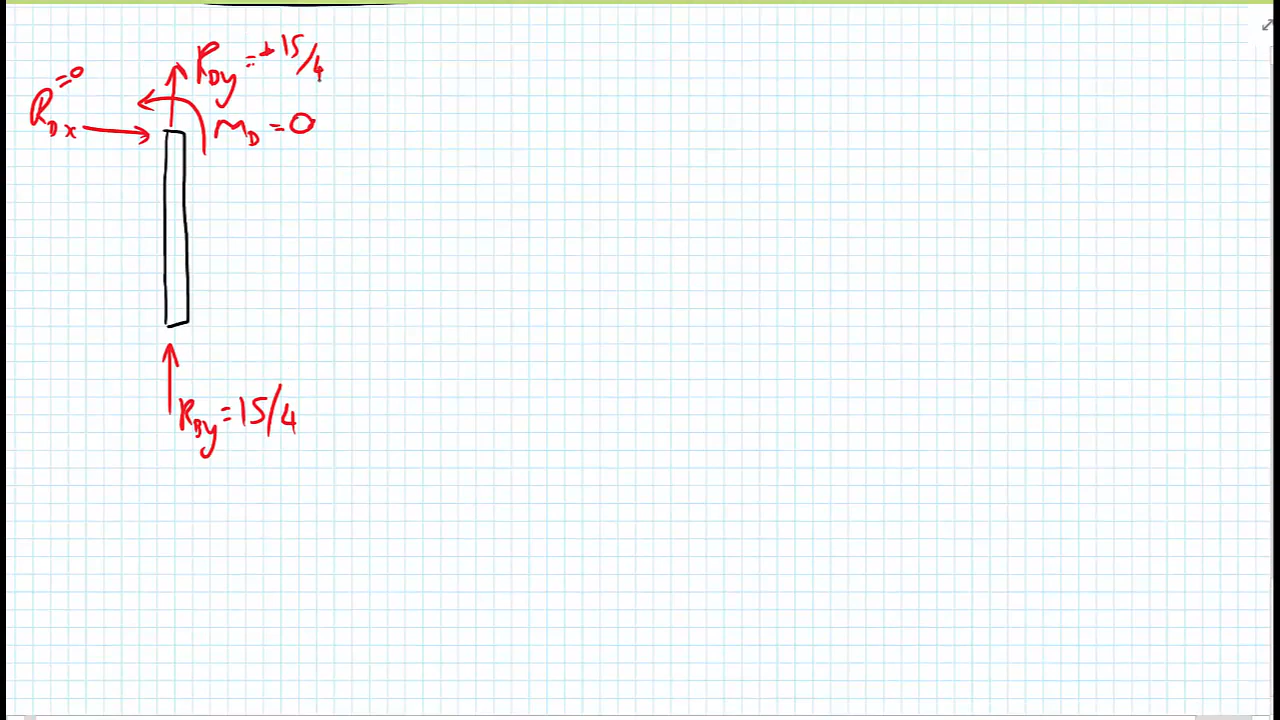 R_Dy = +15/4
R_Dx =0
M_D = 0
R_By = 15/4